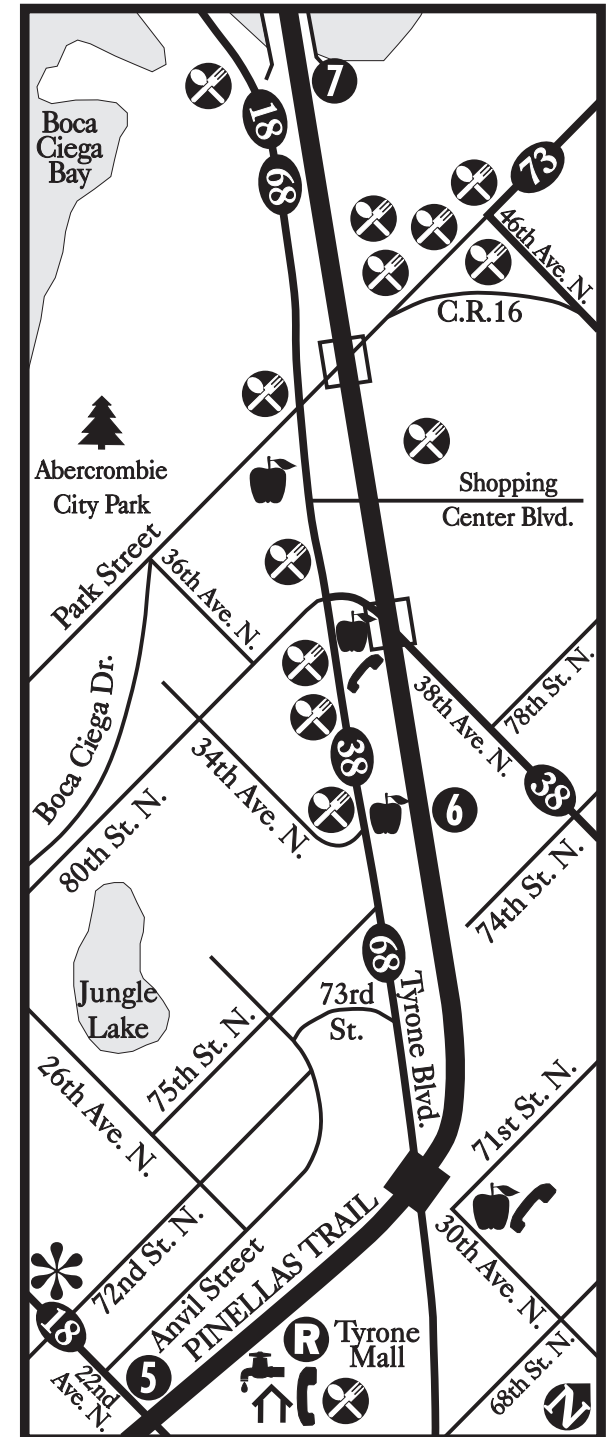 7
18
68
Boca
Ciega
Bay
73
46th Ave. N.
C.R.16
Abercrombie
City Park
Shopping
Center Blvd.
Park Street
36th Ave. N.
Boca Ciega Dr.
38th Ave. N.
78th St. N.
34th Ave. N.
38
38
6
80th St. N.
74th St. N.
68
Jungle
Lake
73rd
St.
Tyrone Blvd.
75th St. N.
26th Ave. N.
71st St. N.
72nd St. N.
Anvil Street
PINELLAS TRAIL
30th Ave. N.
18
R
Tyrone
Mall
22nd
Ave. N.
5
68th St. N.
N